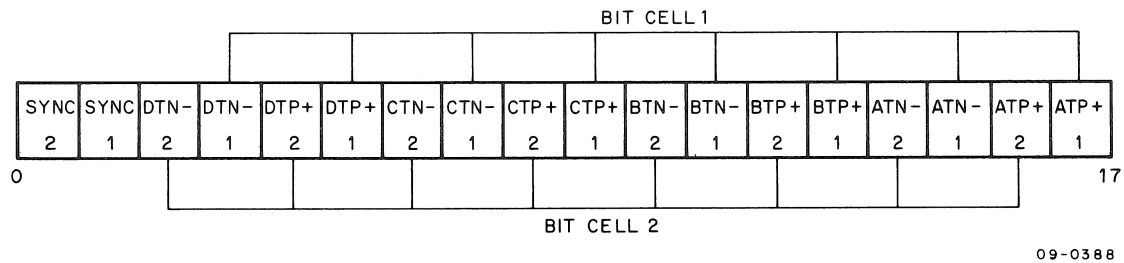 BIT CELL 1
SYNC SYNC DTN- DTN- DTP+ DTP+ CTN- CTN- CTP+ CTP+ BTN- BTN- BTP+ BTP+ ATN- ATN- ATP+ ATP+
2 1 2 1 2 1 2 1 2 1 2 1 2 1 2 1 2 1
0 17
BIT CELL 2
09-0388